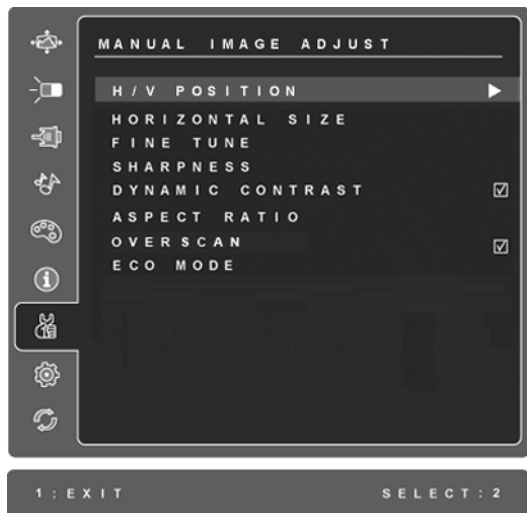 MANUAL IMAGE ADJUST
H/V POSITION
HORIZONTAL SIZE
FINE TUNE
SHARPNESS
DYNAMIC CONTRAST
ASPECT RATIO
OVERSCAN
ECO MODE
1:EXIT SELECT:2